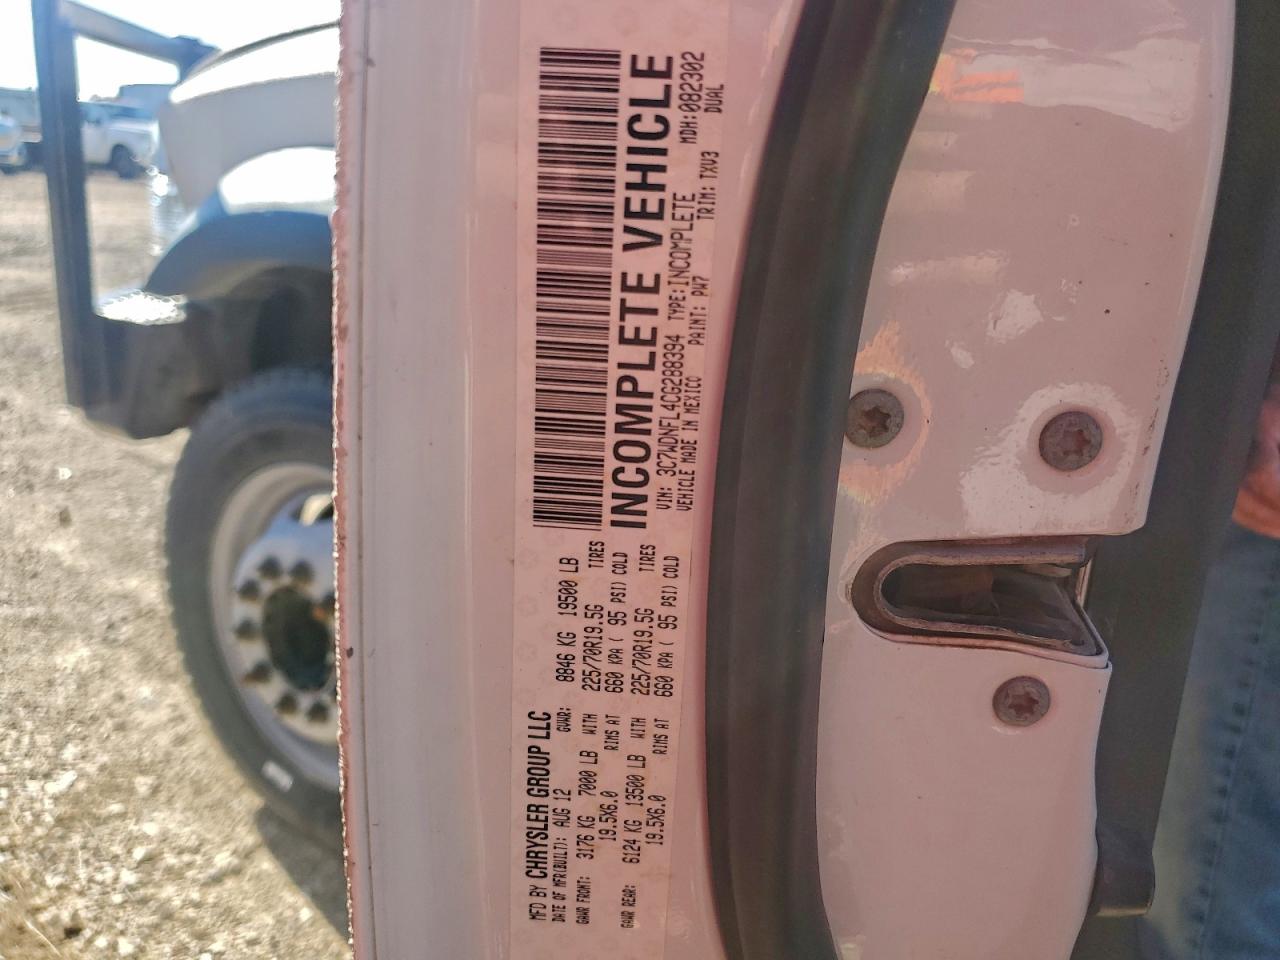 MFD BY CHRYSLER GROUP LLC
DATE OF MFR(BUILT): AUG 12 GVWR: 8846 KG 19500 LB
GAWR FRONT: 3176 KG 7000 LB WITH 225/70R19.5G TIRES
19.5X6.0 RIMS AT 660 KPA ( 95 PSI) COLD
GAWR REAR: 6124 KG 13500 LB WITH 225/70R19.5G TIRES
19.5X6.0 RIMS AT 660 KPA ( 95 PSI) COLD
INCOMPLETE VEHICLE
VIN: 3C7WDNFL4CG288394 TYPE: INCOMPLETE MDH: 082302
VEHICLE MADE IN MEXICO PAINT: PW7 TRIM: TXV3 DUAL